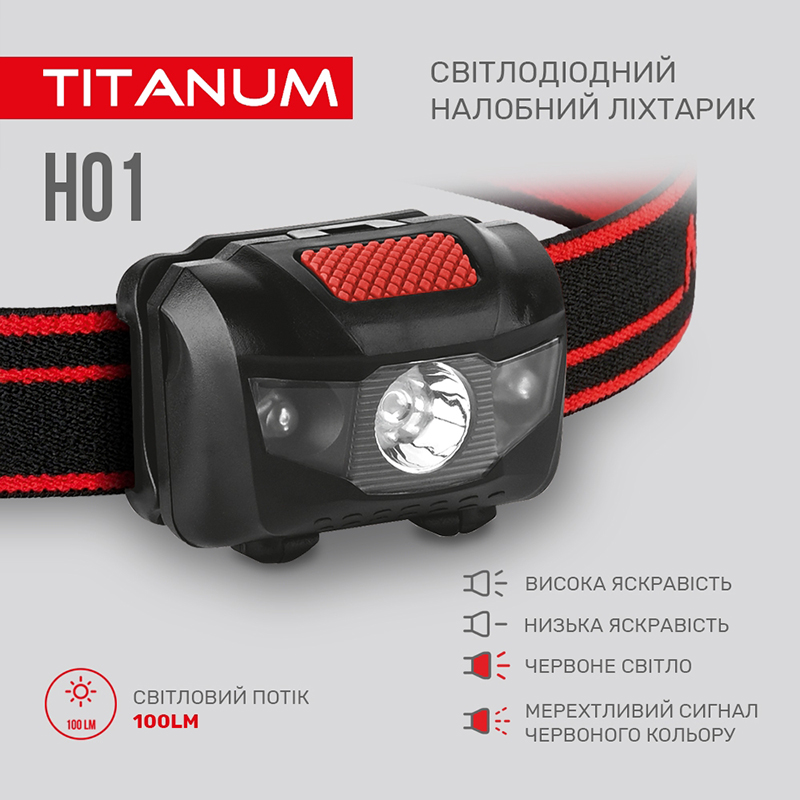 TITANUM
H01
СВІТЛОДІОДНИЙ
НАЛОБНИЙ ЛІХТАРИК
ВИСОКА ЯСКРАВІСТЬ
НИЗЬКА ЯСКРАВІСТЬ
ЧЕРВОНЕ СВІТЛО
МЕРЕХТЛИВИЙ СИГНАЛ
ЧЕРВОНОГО КОЛЬОРУ
100 LM
СВІТЛОВИЙ ПОТІК
100LM